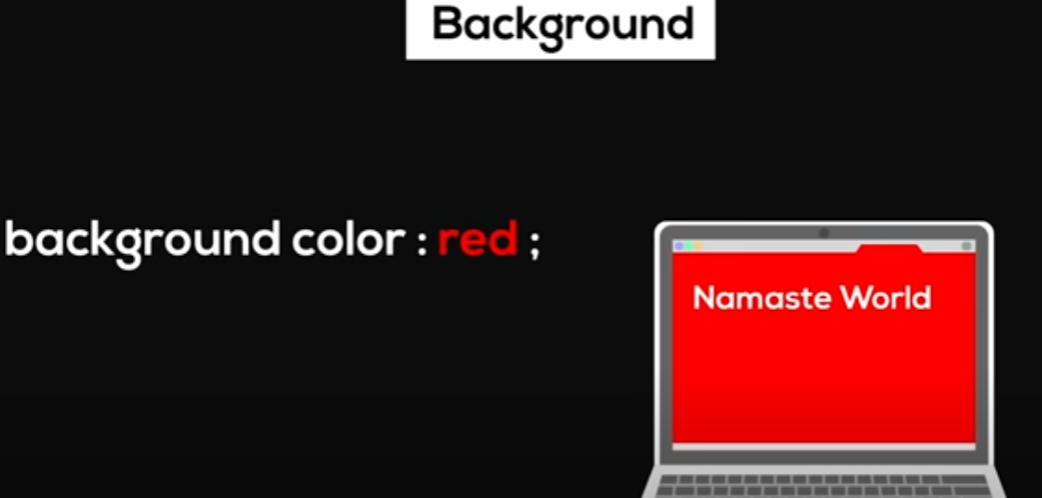 Background
background color : red ;
Namaste World